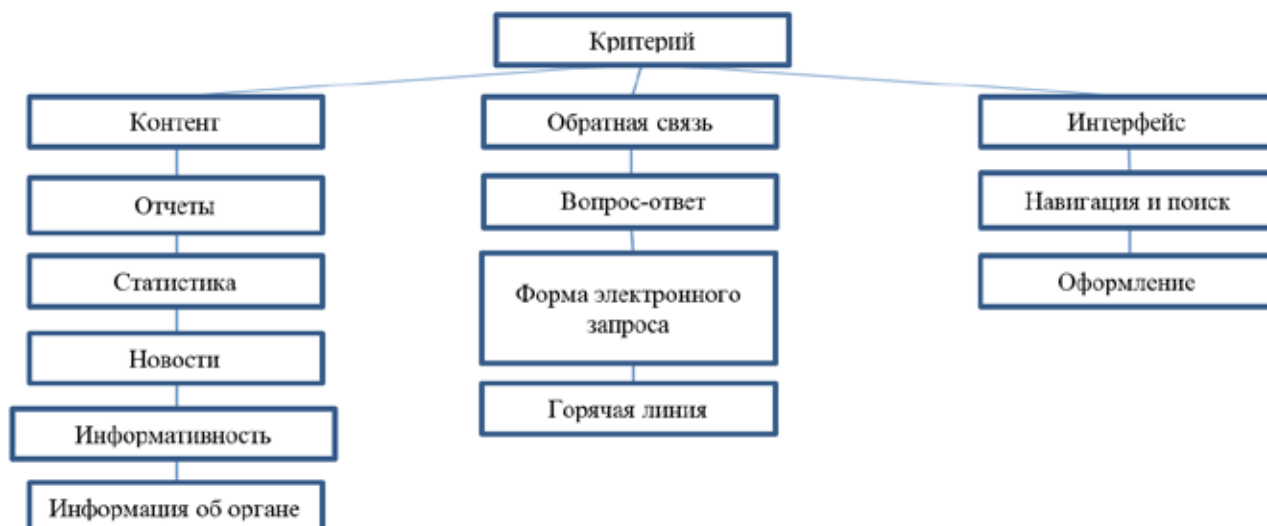 Критерий
Контент
Отчеты
Статистика
Новости
Информативность
Информация об органе
Обратная связь
Вопрос-ответ
Форма электронного
запроса
Горячая линия
Интерфейс
Навигация и поиск
Оформление